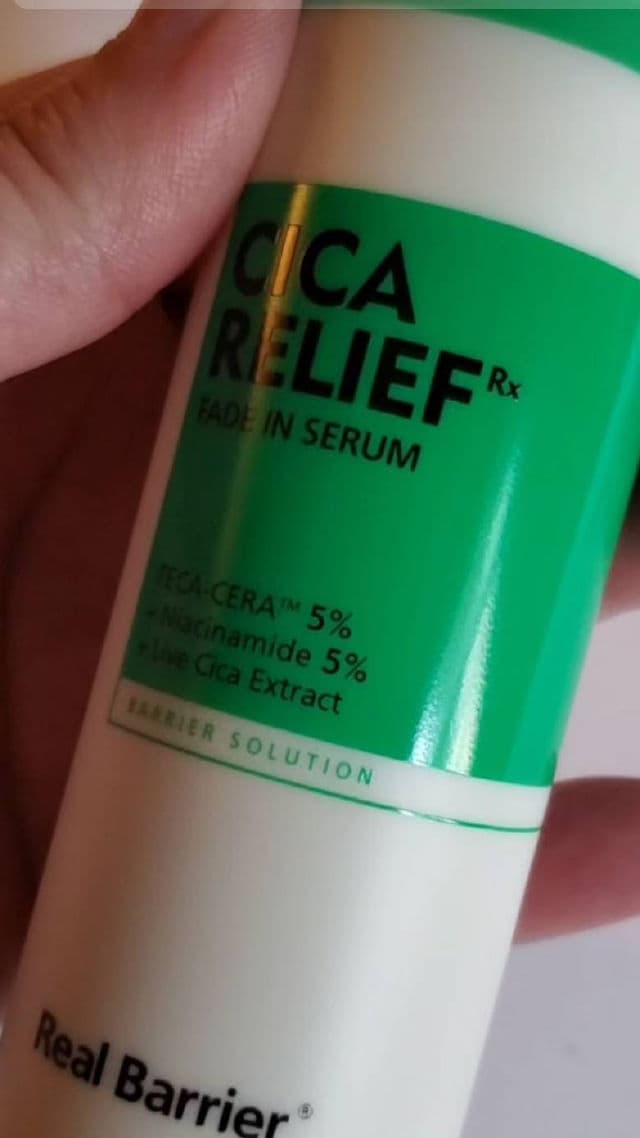 CICA
RELIEF Rx
FADE IN SERUM
TECA-CERA™ 5%
+ Niacinamide 5%
+ Live Cica Extract
BARRIER SOLUTION
Real Barrier®